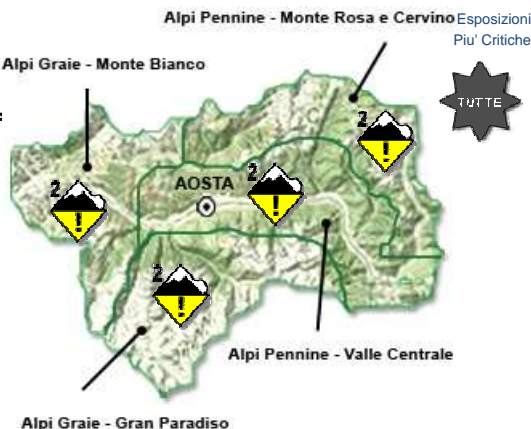 Alpi Pennine - Monte Rosa e Cervino
Esposizioni
Piu' Critiche
Alpi Graie - Monte Bianco
TUTTE
2
!
2
!
AOSTA
2
!
2
!
Alpi Pennine - Valle Centrale
Alpi Graie - Gran Paradiso